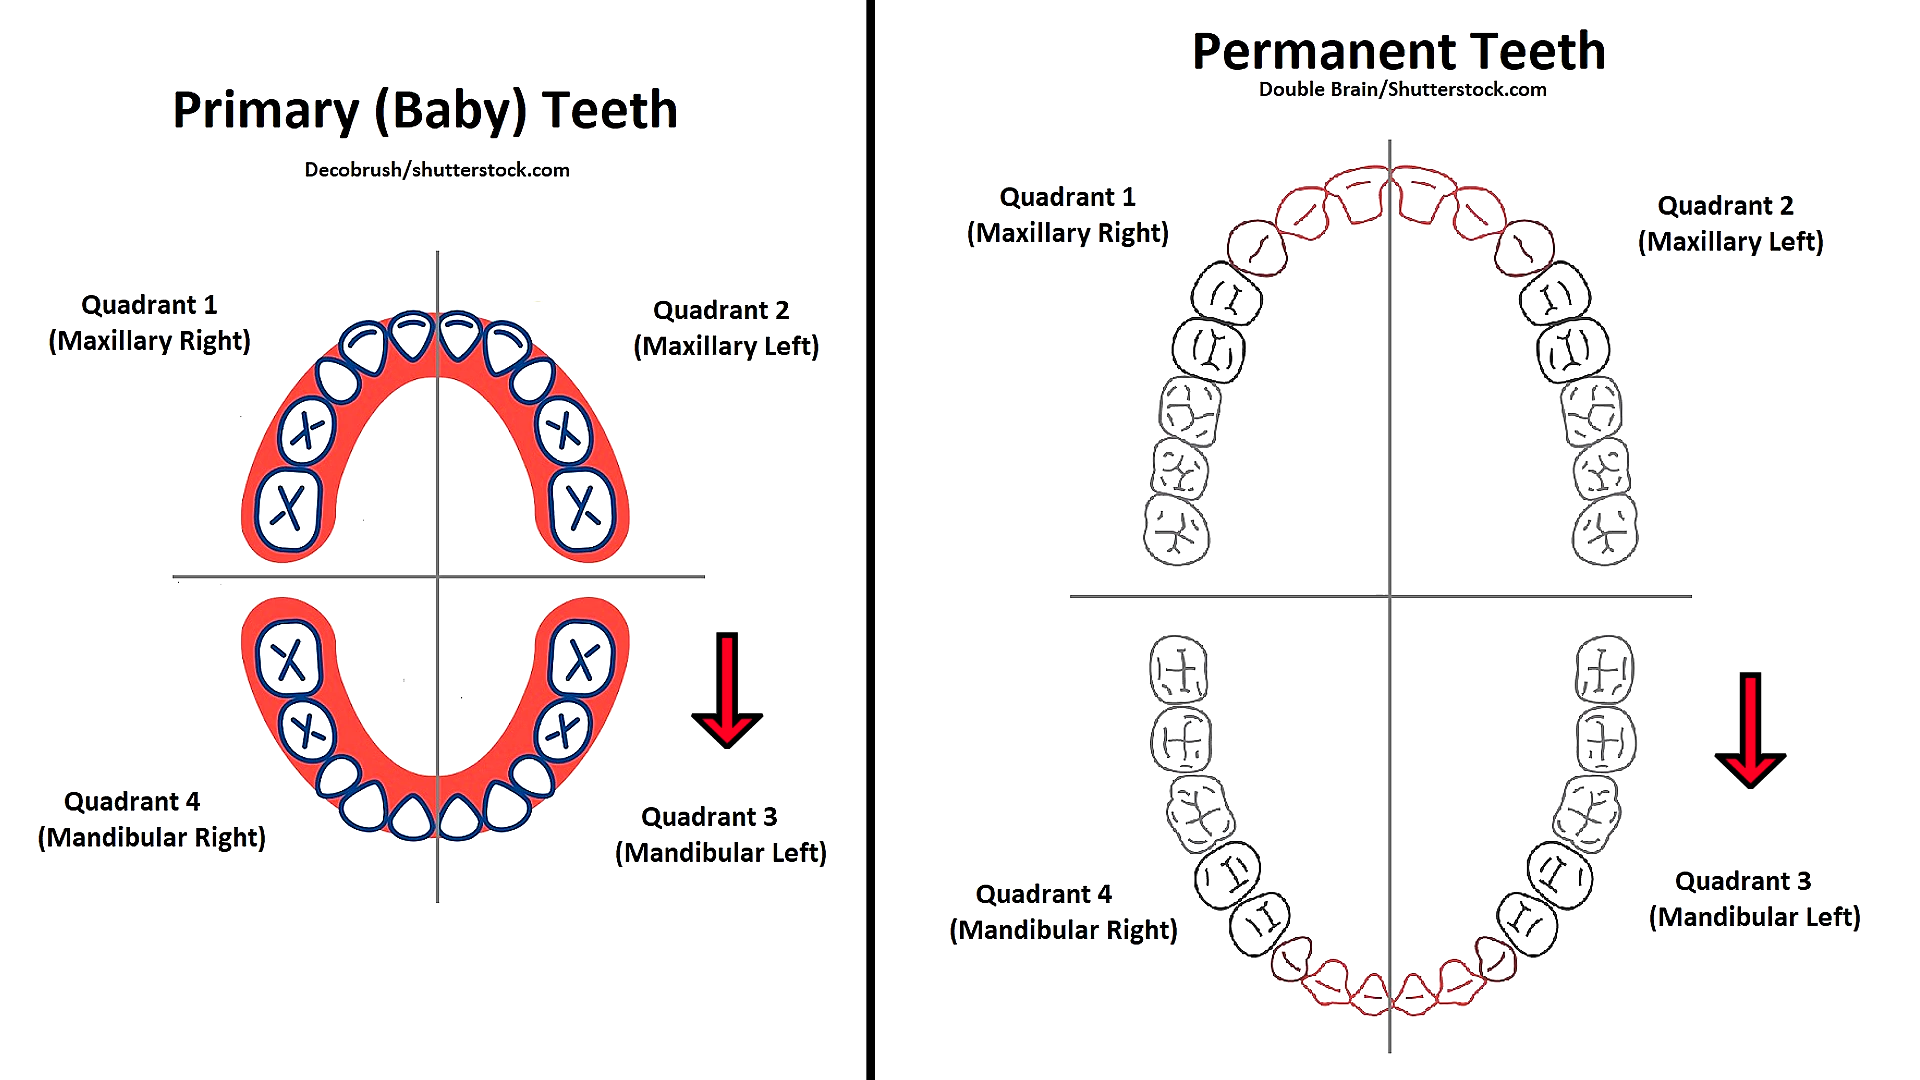 Primary (Baby) Teeth
Decobrush/shutterstock.com
Quadrant 1
(Maxillary Right)
Quadrant 2
(Maxillary Left)
Quadrant 4
(Mandibular Right)
Quadrant 3
(Mandibular Left)
Permanent Teeth
Double Brain/Shutterstock.com
Quadrant 1
(Maxillary Right)
Quadrant 2
(Maxillary Left)
Quadrant 4
(Mandibular Right)
Quadrant 3
(Mandibular Left)